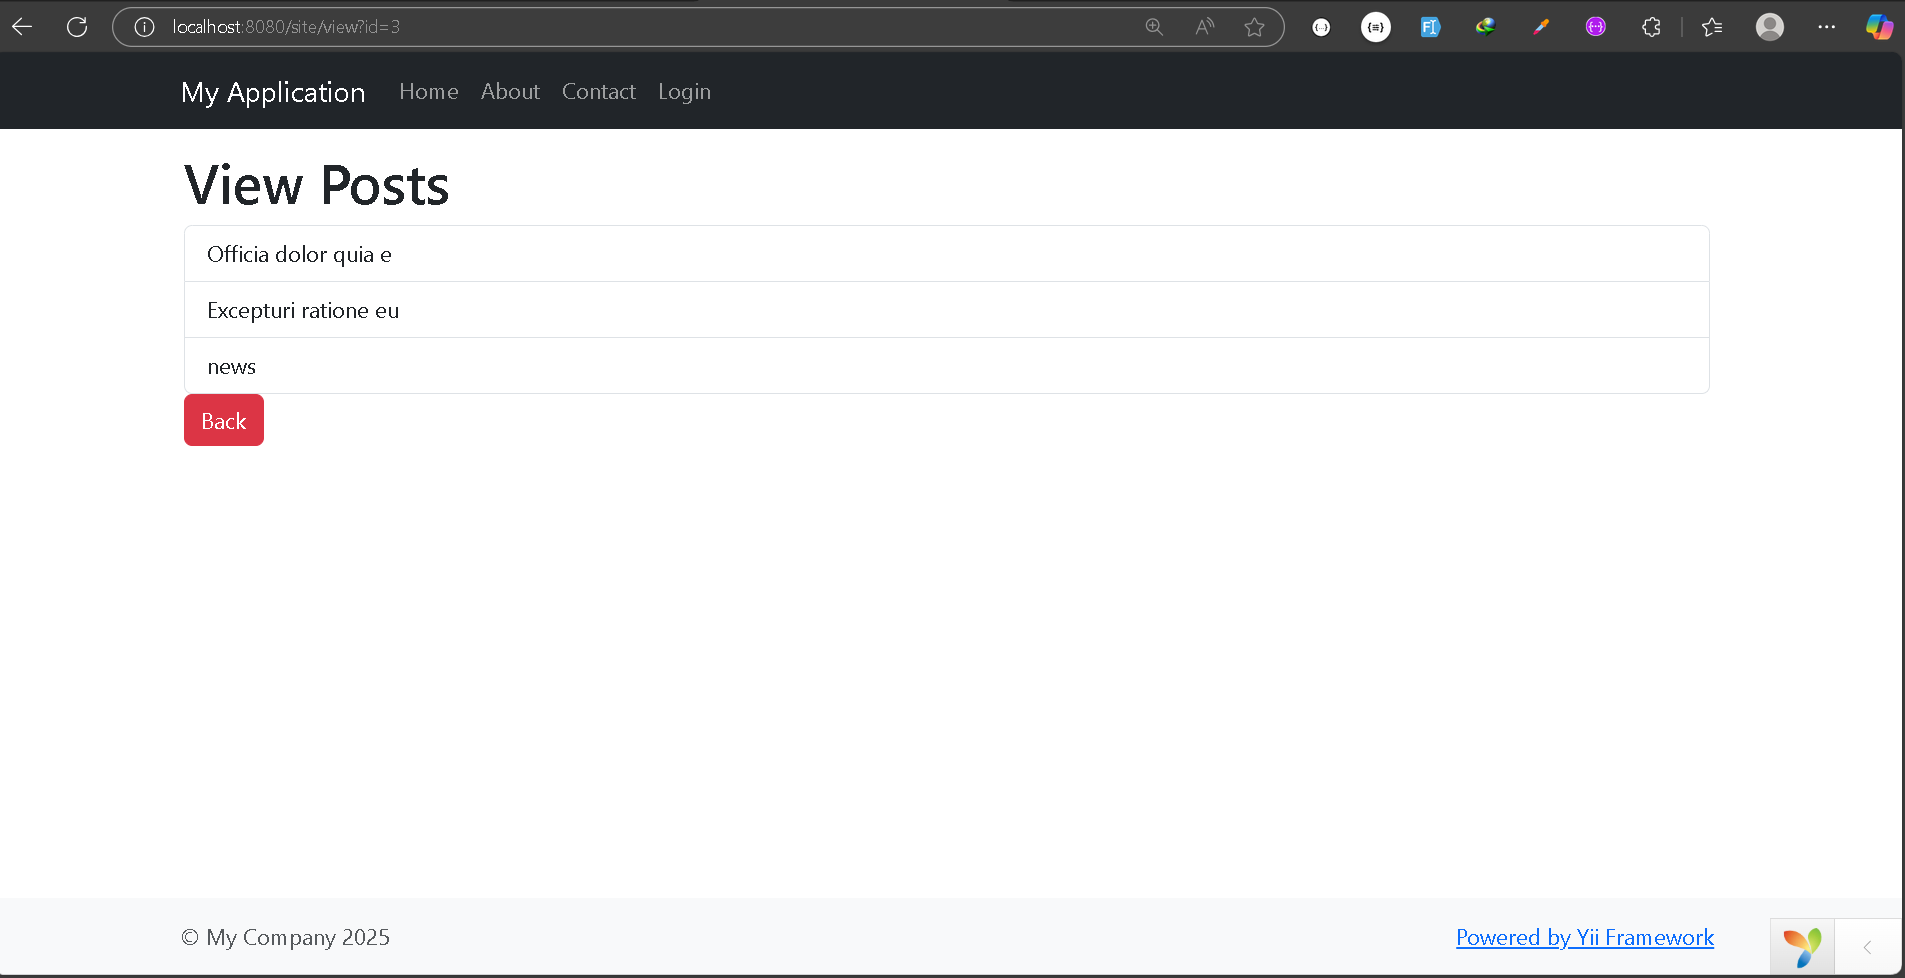 localhost:8080/site/view?id=3
My Application Home About Contact Login
View Posts
Officia dolor quia e
Excepturi ratione eu
news
Back
© My Company 2025 Powered by Yii Framework